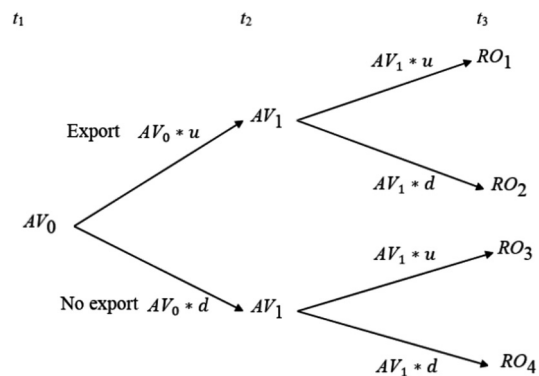 t₁ t₂ t₃
AV₁ * u RO₁
Export AV₀ * u AV₁
AV₁ * d RO₂
AV₀
AV₁ * u RO₃
No export AV₀ * d AV₁
AV₁ * d RO₄